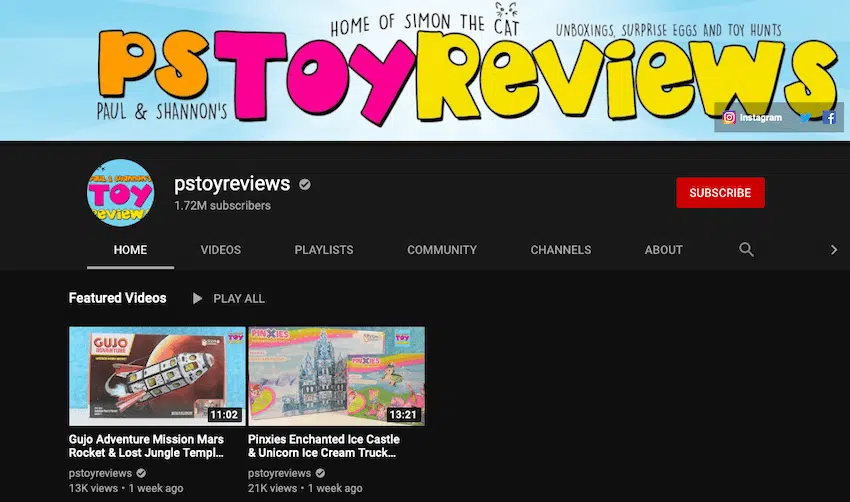 HOME OF SIMON THE CAT
UNBOXINGS, SURPRISE EGGS AND TOY HUNTS
PSToyReviews
PAUL & SHANNON'S
Instagram
PAUL & SHANNON'S
TOY
Reviews
pstoyreviews
1.72M subscribers
SUBSCRIBE
HOME VIDEOS PLAYLISTS COMMUNITY CHANNELS ABOUT
Featured Videos PLAY ALL
GUJO
ADVENTURE
TOY
11:02
PINXIES
PINXIES
TOY
13:21
Gujo Adventure Mission Mars
Rocket & Lost Jungle Templ...
pstoyreviews
13K views • 1 week ago
Pinxies Enchanted Ice Castle
& Unicorn Ice Cream Truck...
pstoyreviews
21K views • 1 week ago